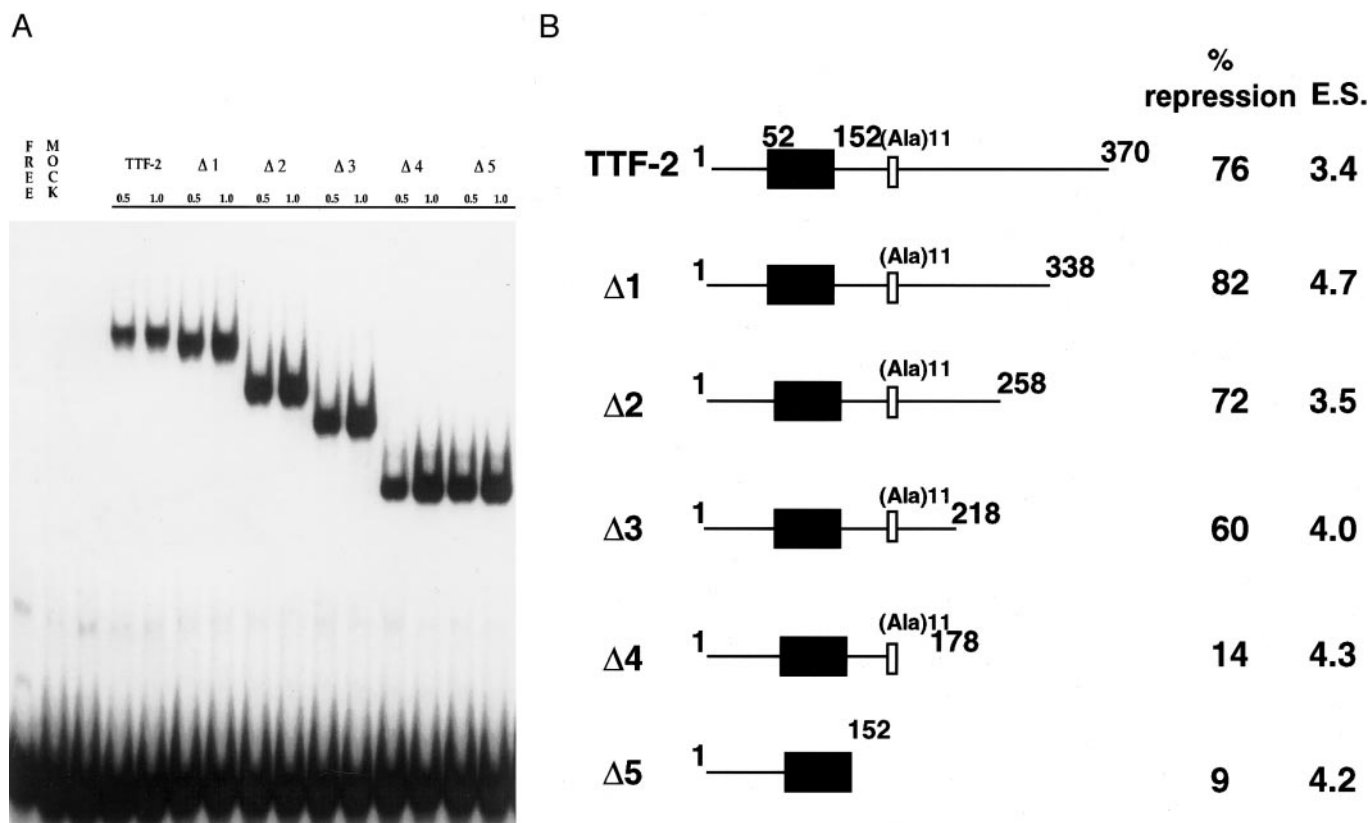 A
FREE
MOCK
TTF-2 Δ1 Δ2 Δ3 Δ4 Δ5
0.5 1.0 0.5 1.0 0.5 1.0 0.5 1.0 0.5 1.0 0.5 1.0
B
%
repression E.S.
TTF-2 1 52 152 (Ala)11 370 76 3.4
Δ1 1 (Ala)11 338 82 4.7
Δ2 1 (Ala)11 258 72 3.5
Δ3 1 (Ala)11 218 60 4.0
Δ4 1 (Ala)11 178 14 4.3
Δ5 1 152 9 4.2